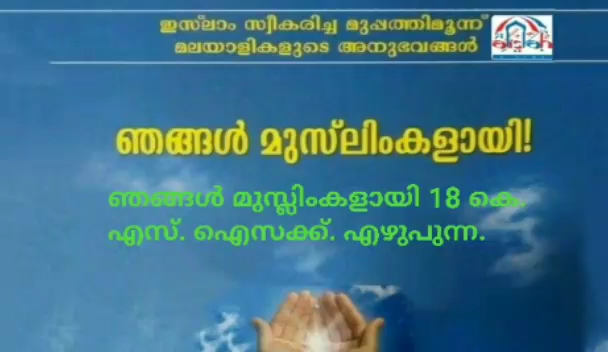 ഇസ്‌ലാം സ്വീകരിച്ച മുപ്പത്തിമൂന്ന്
മലയാളികളുടെ അനുഭവങ്ങൾ
ഞങ്ങൾ മുസ്‌ലിംകളായി!
ഞങ്ങൾ മുസ്ലിംകളായി 18 കെ.
എസ്. ഐസക്ക്. എഴുപുന്ന.